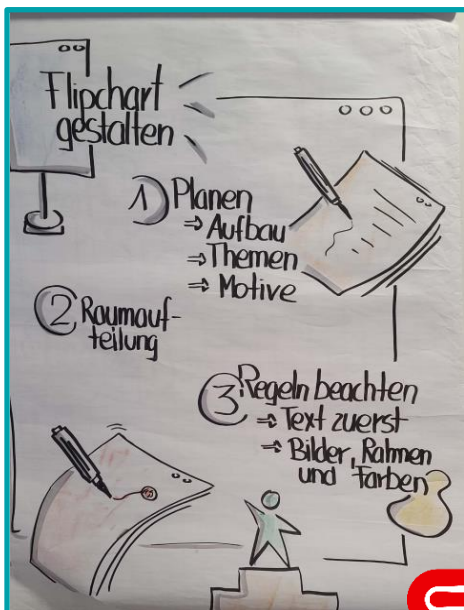 Flipchart
gestalten
1) Planen
⇒ Aufbau
⇒ Themen
⇒ Motive
2 Raumauf-
teilung
3 Regeln beachten
⇒ Text zuerst
⇒ Bilder, Rahmen
und Farben